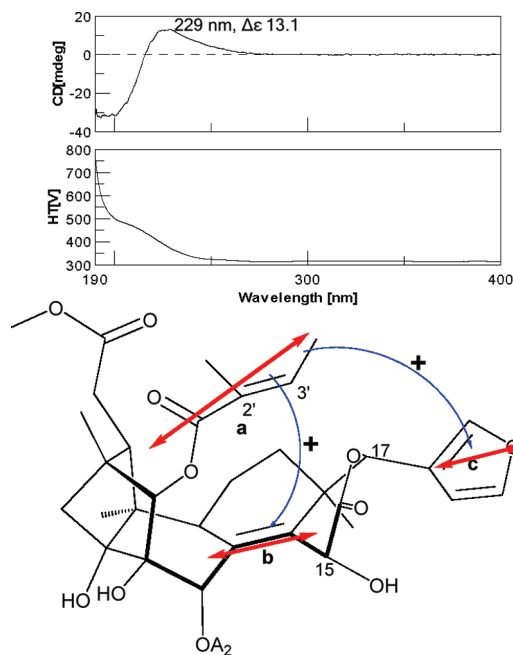 20
229 nm, Δε 13.1
CD[mdeg]
0
-20
-40
800
700
600
HT[V]
500
400
300
190
300
400
Wavelength [nm]
O
O
O
3'
2'
a
O
+
+
O
17
O
c
O
b
15
OH
HO
HO
OA2